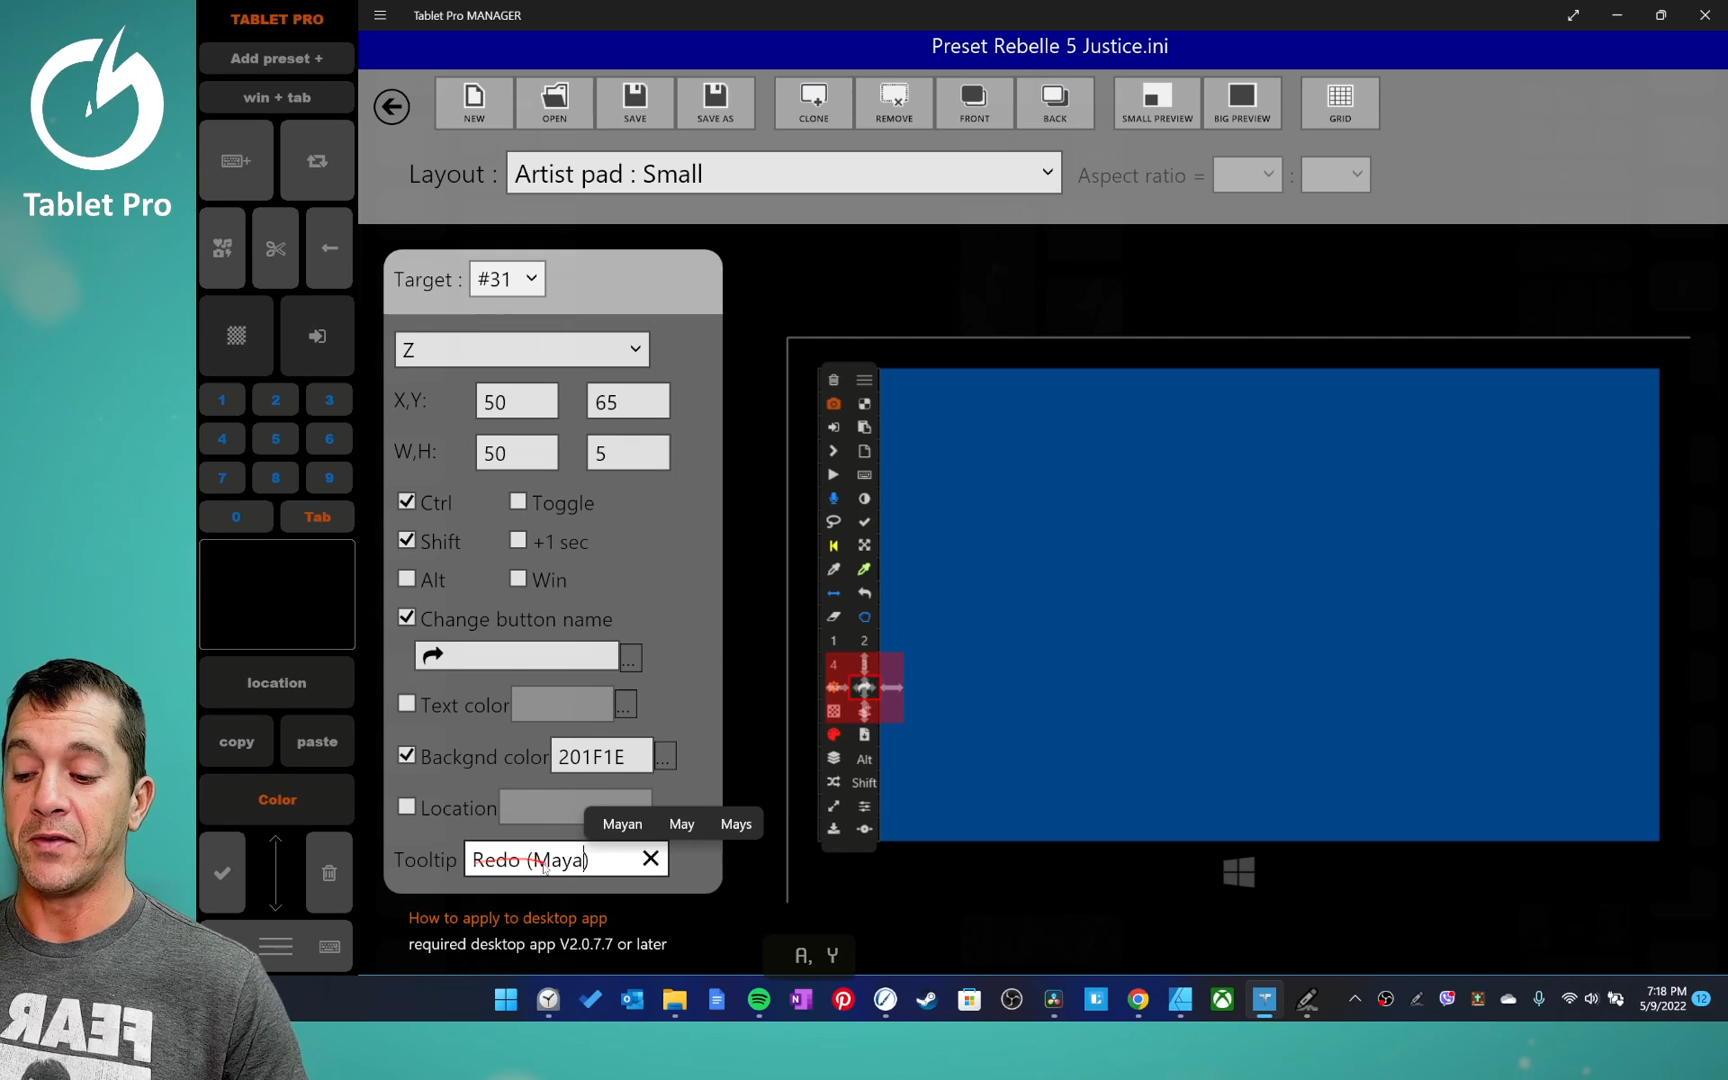 TABLET PRO
Tablet Pro MANAGER
Add preset +
win + tab
Preset Rebelle 5 Justice.ini
NEW
OPEN
SAVE
SAVE AS
CLONE
REMOVE
FRONT
BACK
SMALL PREVIEW
BIG PREVIEW
GRID
Layout :
Artist pad : Small
Aspect ratio =
:
Tablet Pro
Target :
#31
Z
X,Y:
50
65
W,H:
50
5
Ctrl
Toggle
Shift
+1 sec
Alt
Win
Change button name
...
Text color
...
Backgnd color
201F1E
...
Location
Mayan May Mays
Tooltip
Redo (Maya)
How to apply to desktop app
required desktop app V2.0.7.7 or later
A, Y
1 2 3
4 5 6
7 8 9
0 Tab
location
copy paste
Color
1 2
4
Alt
Shift
7:18 PM
5/9/2022
12
FEAR